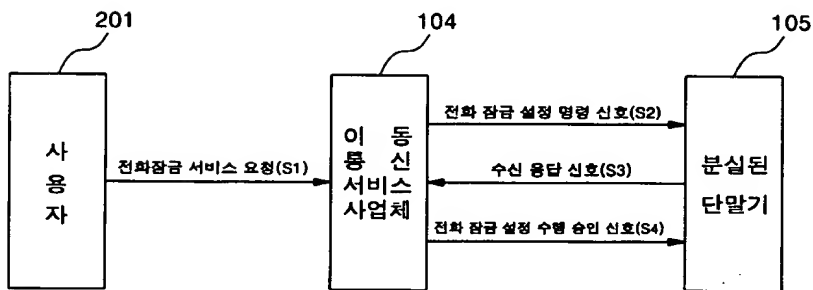 201
104
105
사
용
자
전화잠금 서비스 요청(S1)
이 동
통 신
서비스
사업체
전화 잠금 설정 명령 신호(S2)
수신 응답 신호(S3)
전화 잠금 설정 수행 승인 신호(S4)
분실된
단말기